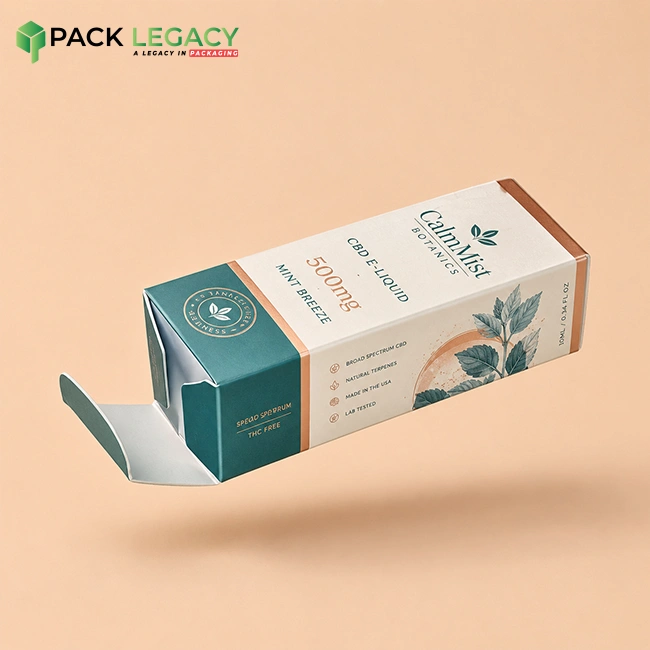 PACK LEGACY
A LEGACY IN PACKAGING
CalmMist
BOTANICS
CBD E-LIQUID
500mg
MINT BREEZE
BROAD SPECTRUM CBD
NATURAL TERPENES
MADE IN THE USA
LAB TESTED
10ML / 0.34 FL OZ
THC FREE